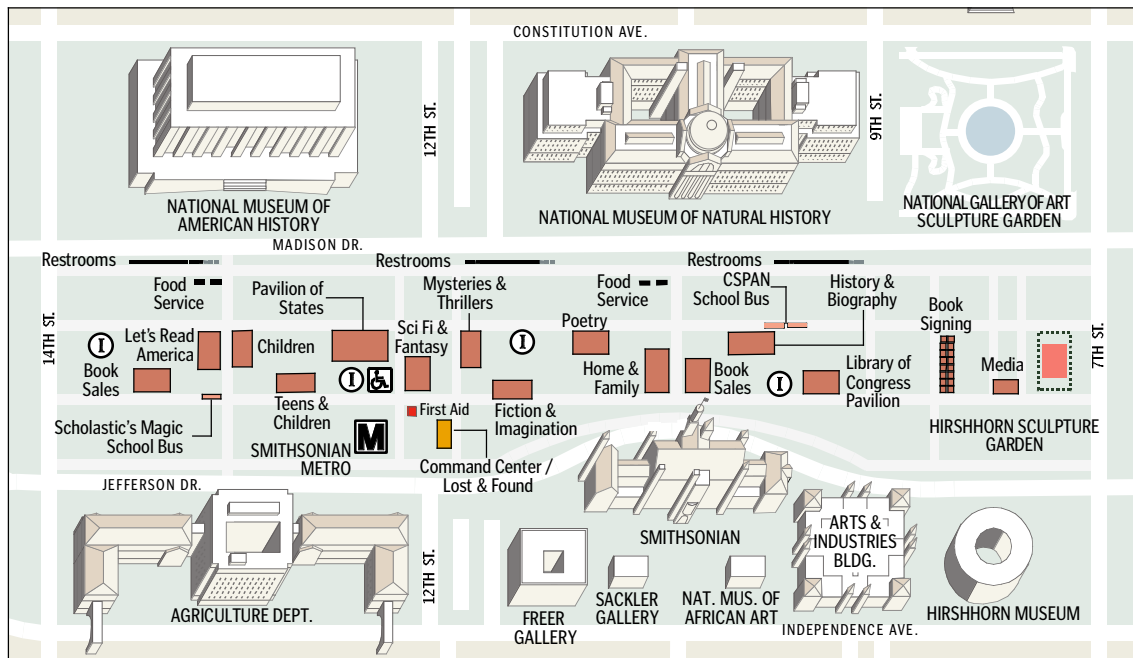 CONSTITUTION AVE.
14TH ST.
12TH ST.
9TH ST.
7TH ST.
NATIONAL MUSEUM OF
AMERICAN HISTORY
NATIONAL MUSEUM OF NATURAL HISTORY
NATIONAL GALLERY OF ART
SCULPTURE GARDEN
MADISON DR.
Restrooms
Restrooms
Restrooms
Food
Service
Pavilion of
States
Mysteries &
Thrillers
Food
Service
CSPAN
School Bus
History &
Biography
Book
Signing
I
Let's Read
America
Children
Sci Fi &
Fantasy
I
Poetry
Book
Sales
Teens &
Children
I
Home &
Family
Book
Sales
I
Library of
Congress
Pavilion
Media
Scholastic's Magic
School Bus
First Aid
Fiction &
Imagination
HIRSHHORN SCULPTURE
GARDEN
SMITHSONIAN
METRO
M
Command Center /
Lost & Found
JEFFERSON DR.
12TH ST.
SMITHSONIAN
ARTS &
INDUSTRIES
BLDG.
AGRICULTURE DEPT.
FREER
GALLERY
SACKLER
GALLERY
NAT. MUS. OF
AFRICAN ART
HIRSHHORN MUSEUM
INDEPENDENCE AVE.